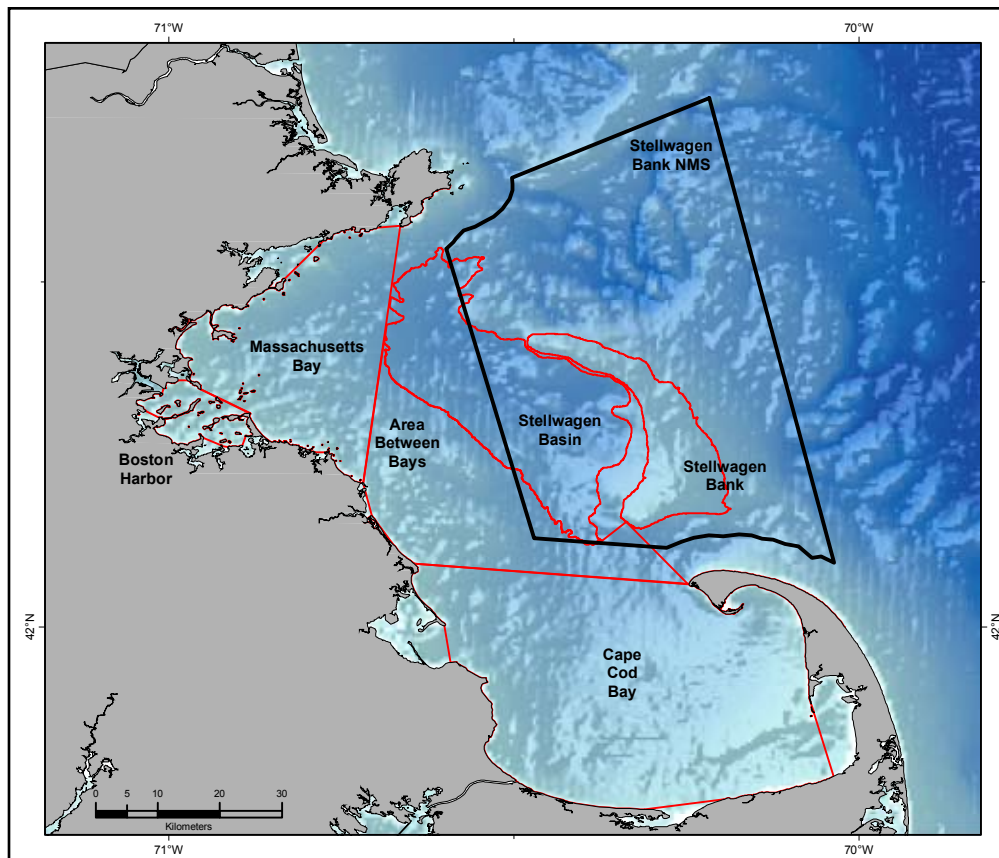 71°W
70°W
Stellwagen
Bank NMS
Massachusetts
Bay
Area
Between
Bays
Stellwagen
Basin
Boston
Harbor
Stellwagen
Bank
42°N
42°N
Cape
Cod
Bay
0 5 10 20 30
Kilometers
71°W
70°W